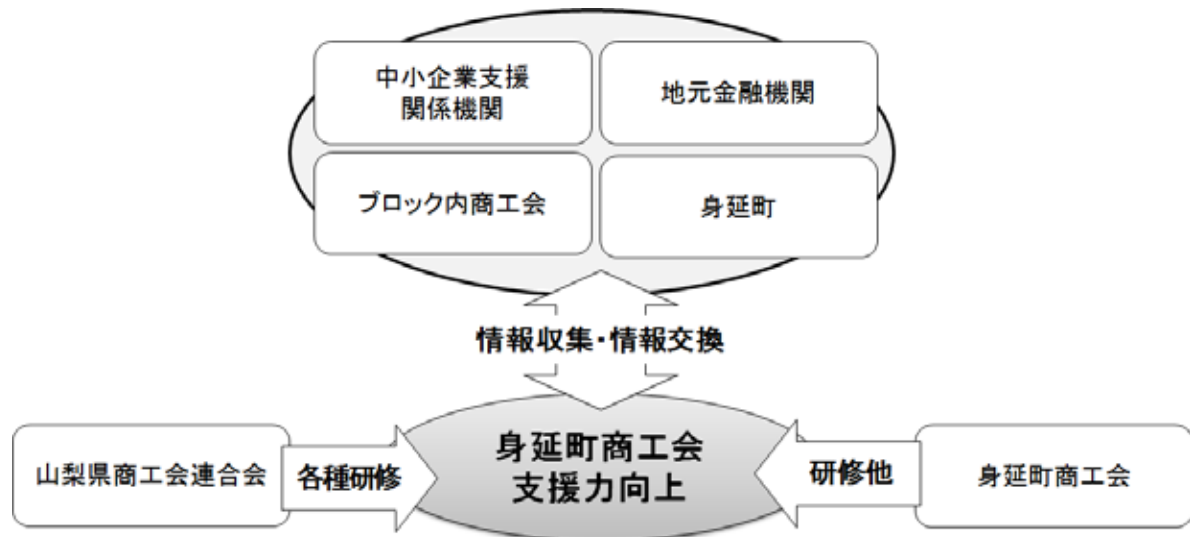 中小企業支援
関係機関
地元金融機関
ブロック内商工会
身延町
情報収集・情報交換
山梨県商工会連合会
各種研修
身延町商工会
支援力向上
研修他
身延町商工会